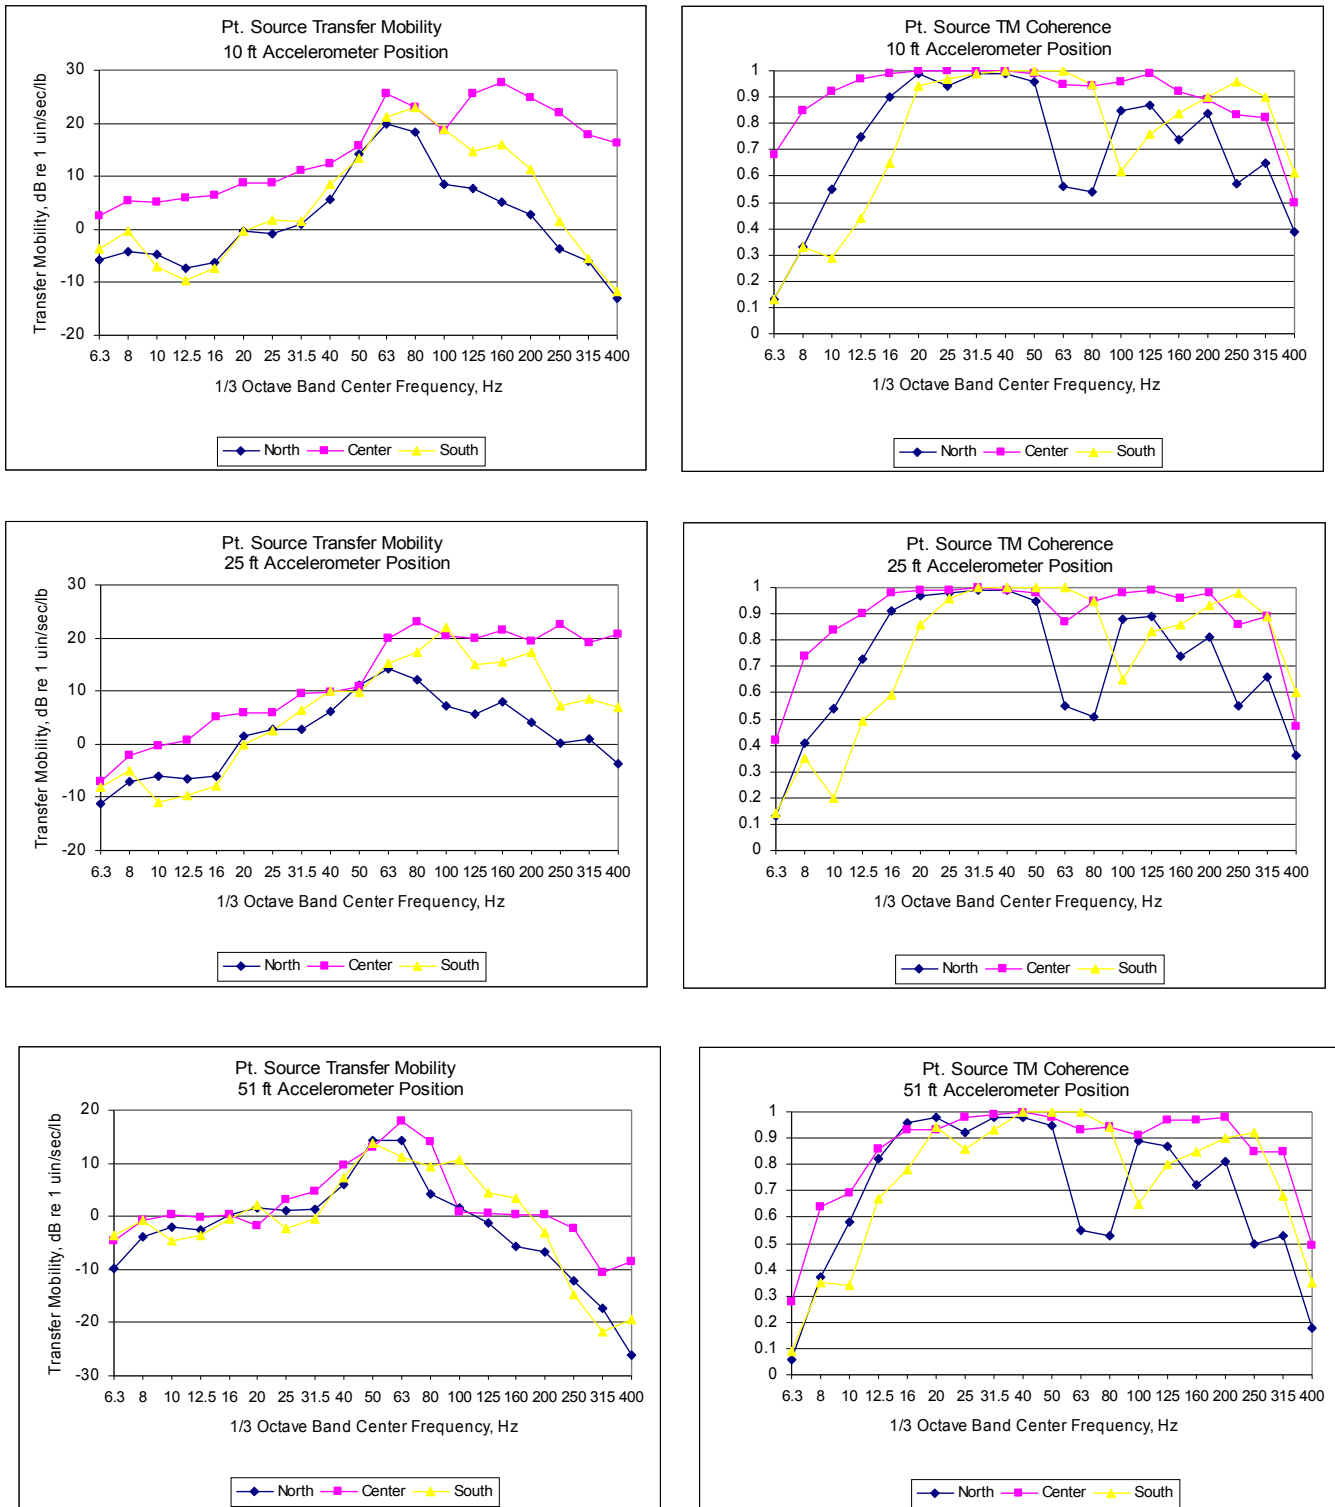 Pt. Source Transfer Mobility
10 ft Accelerometer Position
Transfer Mobility, dB re 1 uin/sec/lb
30
20
10
0
-10
-20
6.3 8 10 12.5 16 20 25 31.5 40 50 63 80 100 125 160 200 250 315 400
1/3 Octave Band Center Frequency, Hz
North Center South
Pt. Source TM Coherence
10 ft Accelerometer Position
1
0.9
0.8
0.7
0.6
0.5
0.4
0.3
0.2
0.1
0
6.3 8 10 12.5 16 20 25 31.5 40 50 63 80 100 125 160 200 250 315 400
1/3 Octave Band Center Frequency, Hz
North Center South
Pt. Source Transfer Mobility
25 ft Accelerometer Position
Transfer Mobility, dB re 1 uin/sec/lb
30
20
10
0
-10
-20
6.3 8 10 12.5 16 20 25 31.5 40 50 63 80 100 125 160 200 250 315 400
1/3 Octave Band Center Frequency, Hz
North Center South
Pt. Source TM Coherence
25 ft Accelerometer Position
1
0.9
0.8
0.7
0.6
0.5
0.4
0.3
0.2
0.1
0
6.3 8 10 12.5 16 20 25 31.5 40 50 63 80 100 125 160 200 250 315 400
1/3 Octave Band Center Frequency, Hz
North Center South
Pt. Source Transfer Mobility
51 ft Accelerometer Position
Transfer Mobility, dB re 1 uin/sec/lb
20
10
0
-10
-20
-30
6.3 8 10 12.5 16 20 25 31.5 40 50 63 80 100 125 160 200 250 315 400
1/3 Octave Band Center Frequency, Hz
North Center South
Pt. Source TM Coherence
51 ft Accelerometer Position
1
0.9
0.8
0.7
0.6
0.5
0.4
0.3
0.2
0.1
0
6.3 8 10 12.5 16 20 25 31.5 40 50 63 80 100 125 160 200 250 315 400
1/3 Octave Band Center Frequency, Hz
North Center South